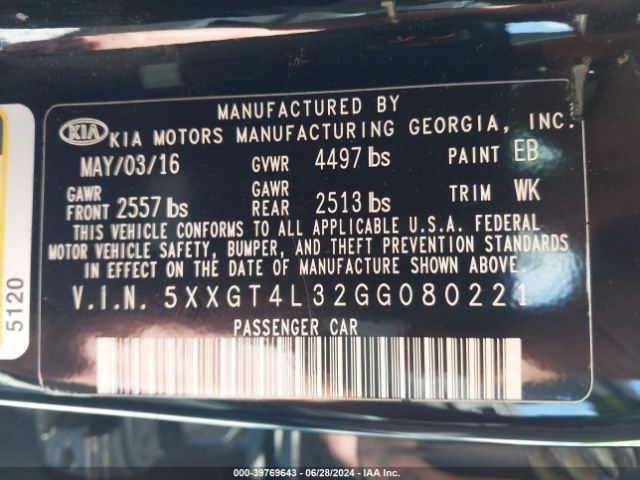 MANUFACTURED BY
KIA KIA MOTORS MANUFACTURING GEORGIA, INC.
MAY/03/16 GVWR 4497 lbs PAINT EB
GAWR FRONT 2557 lbs GAWR REAR 2513 lbs TRIM WK
THIS VEHICLE CONFORMS TO ALL APPLICABLE U.S.A. FEDERAL
MOTOR VEHICLE SAFETY, BUMPER, AND THEFT PREVENTION STANDARDS
IN EFFECT ON THE DATE OF MANUFACTURE SHOWN ABOVE.
V.I.N. 5XXGT4L32GG080221
PASSENGER CAR
5120
000-39769643 / 06/28/2024 - IAA Inc.